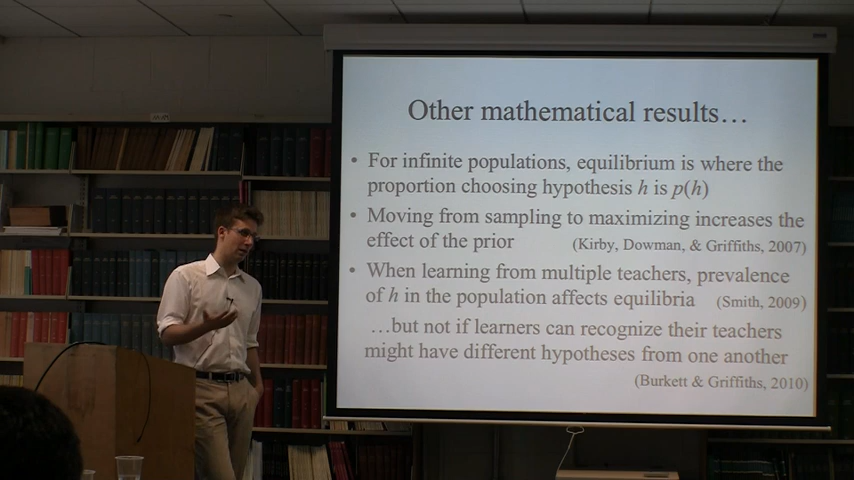 Other mathematical results…
• For infinite populations, equilibrium is where the
proportion choosing hypothesis h is p(h)
• Moving from sampling to maximizing increases the
effect of the prior (Kirby, Dowman, & Griffiths, 2007)
• When learning from multiple teachers, prevalence
of h in the population affects equilibria (Smith, 2009)
…but not if learners can recognize their teachers
might have different hypotheses from one another
(Burkett & Griffiths, 2010)